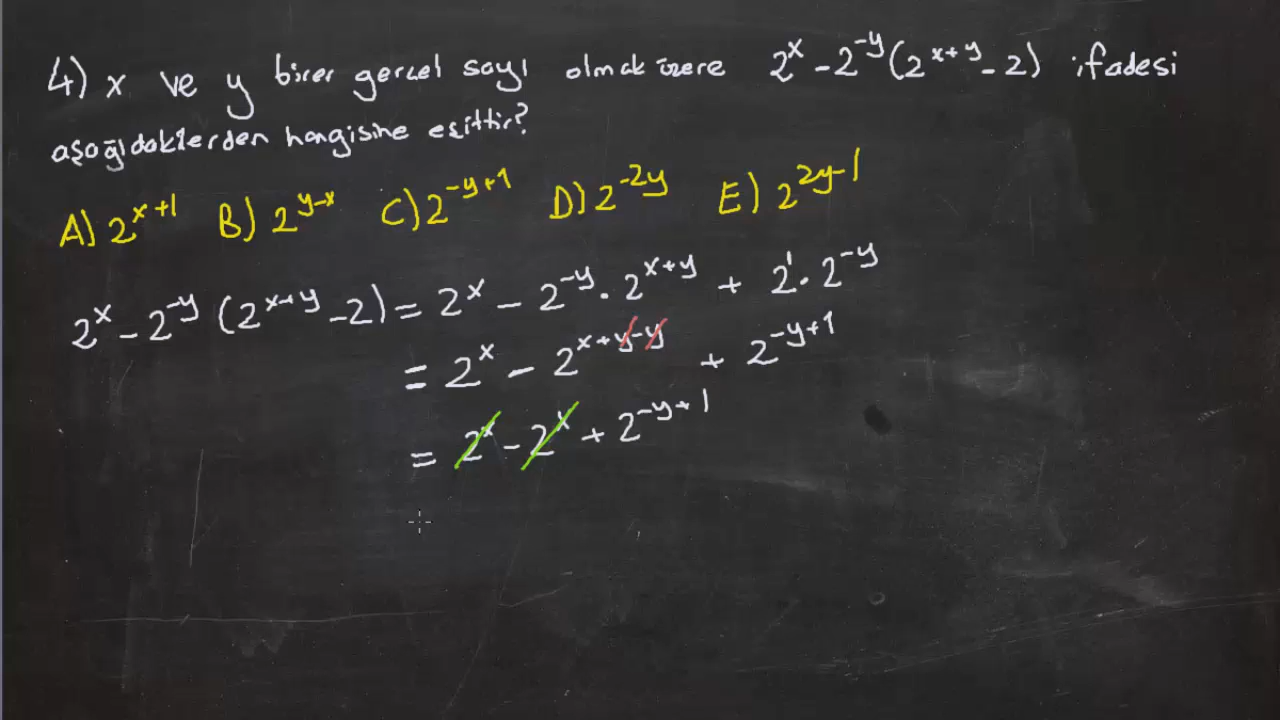 4) x ve y birer gerçel sayı olmak üzere 2^x - 2^-y (2^x+y - 2) ifadesi
aşağıdakilerden hangisine eşittir?
A) 2^x+1 B) 2^y-x C) 2^-y+1 D) 2^-2y E) 2^2y-1
2^x - 2^-y (2^x+y - 2) = 2^x - 2^-y . 2^x+y + 2^1 . 2^-y
= 2^x - 2^x+y-y + 2^-y+1
= 2^x - 2^x + 2^-y+1